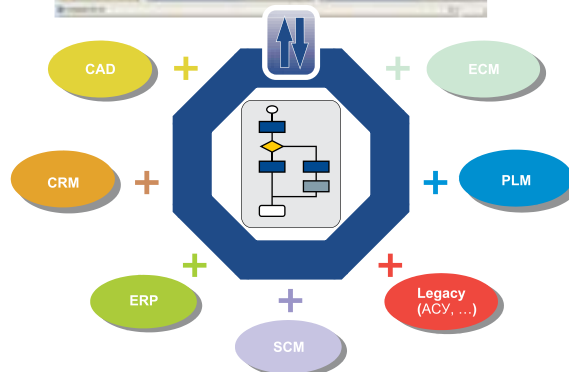 CAD
ECM
CRM
PLM
ERP
Legacy
(АСУ, ...)
SCM